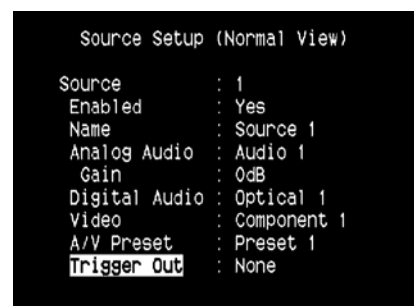 Source Setup (Normal View)
Source : 1
Enabled : Yes
Name : Source 1
Analog Audio : Audio 1
Gain : 0dB
Digital Audio : Optical 1
Video : Component 1
A/V Preset : Preset 1
Trigger Out : None